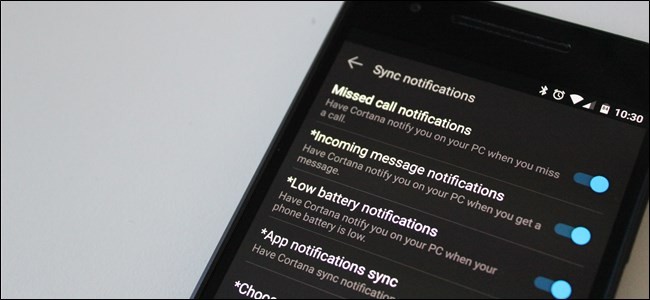 10:30
Sync notifications
Missed call notifications
Have Cortana notify you on your PC when you miss
a call.
*Incoming message notifications
Have Cortana notify you on your PC when you get a
message.
*Low battery notifications
Have Cortana notify you on your PC when your
phone battery is low.
*App notifications sync
Have Cortana sync notification
*Choo